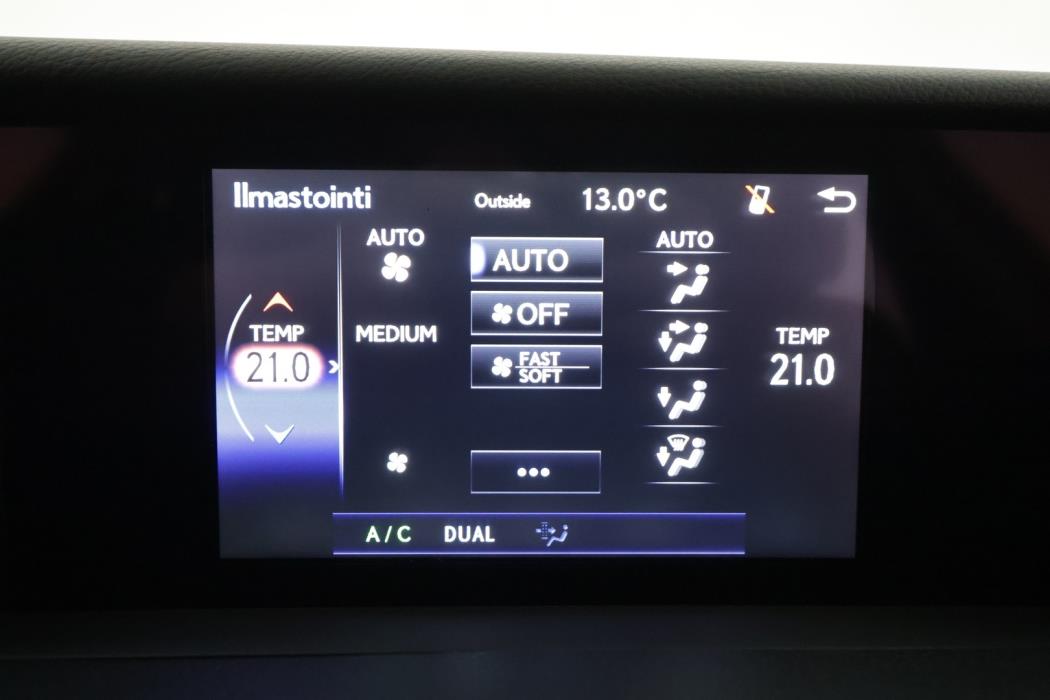 Ilmastointi
Outside 13.0°C
AUTO
MEDIUM
TEMP
21.0
AUTO
OFF
FAST
SOFT
•••
AUTO
TEMP
21.0
A/C DUAL